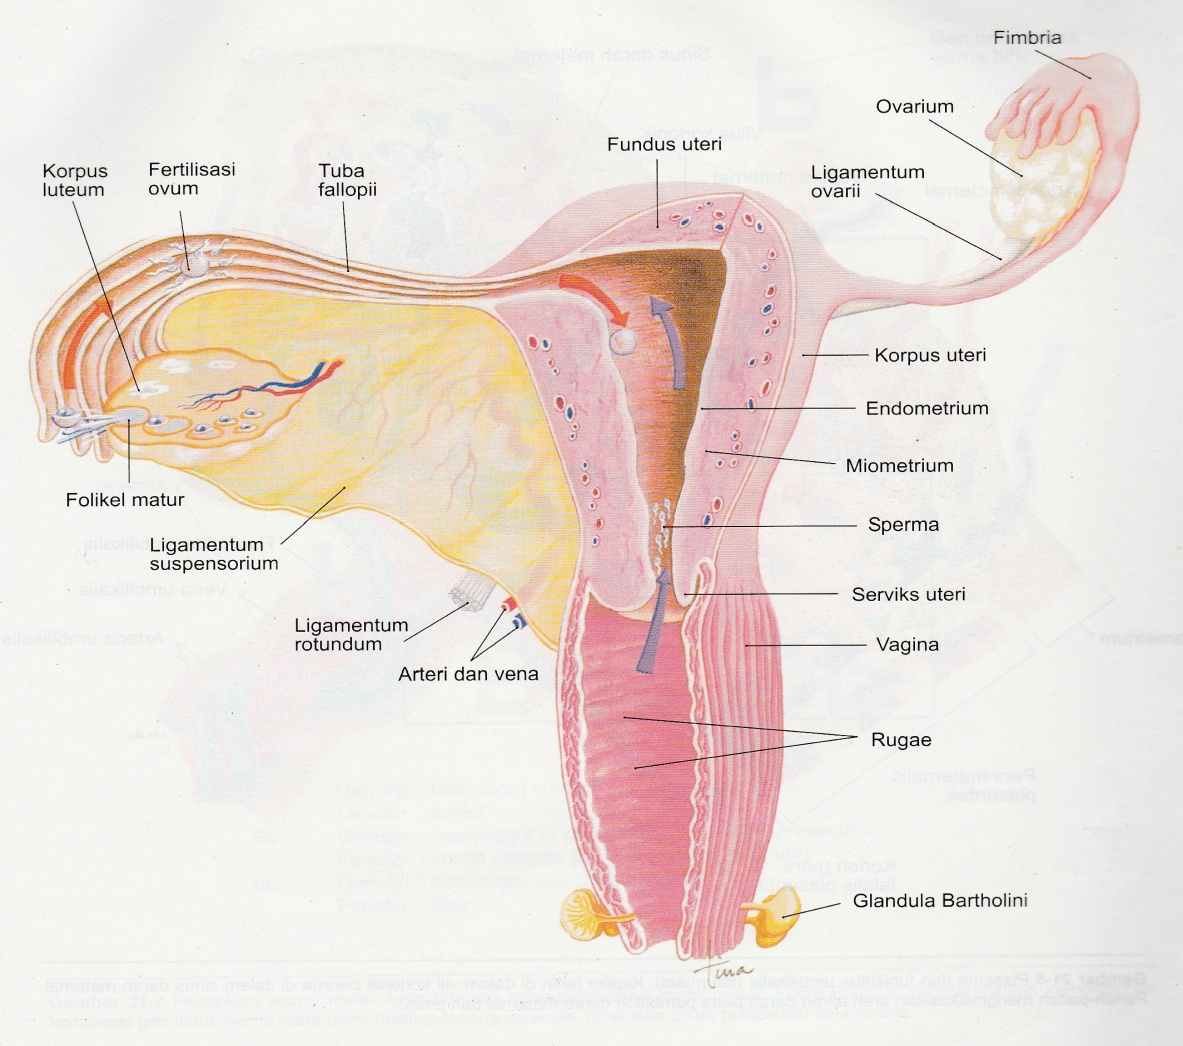 Fimbria
Ovarium
Fundus uteri
Ligamentum
ovarii
Korpus
luteum
Fertilisasi
ovum
Tuba
fallopii
Korpus uteri
Endometrium
Miometrium
Folikel matur
Sperma
Ligamentum
suspensorium
Serviks uteri
Ligamentum
rotundum
Vagina
Arteri dan vena
Rugae
Glandula Bartholini
Tina